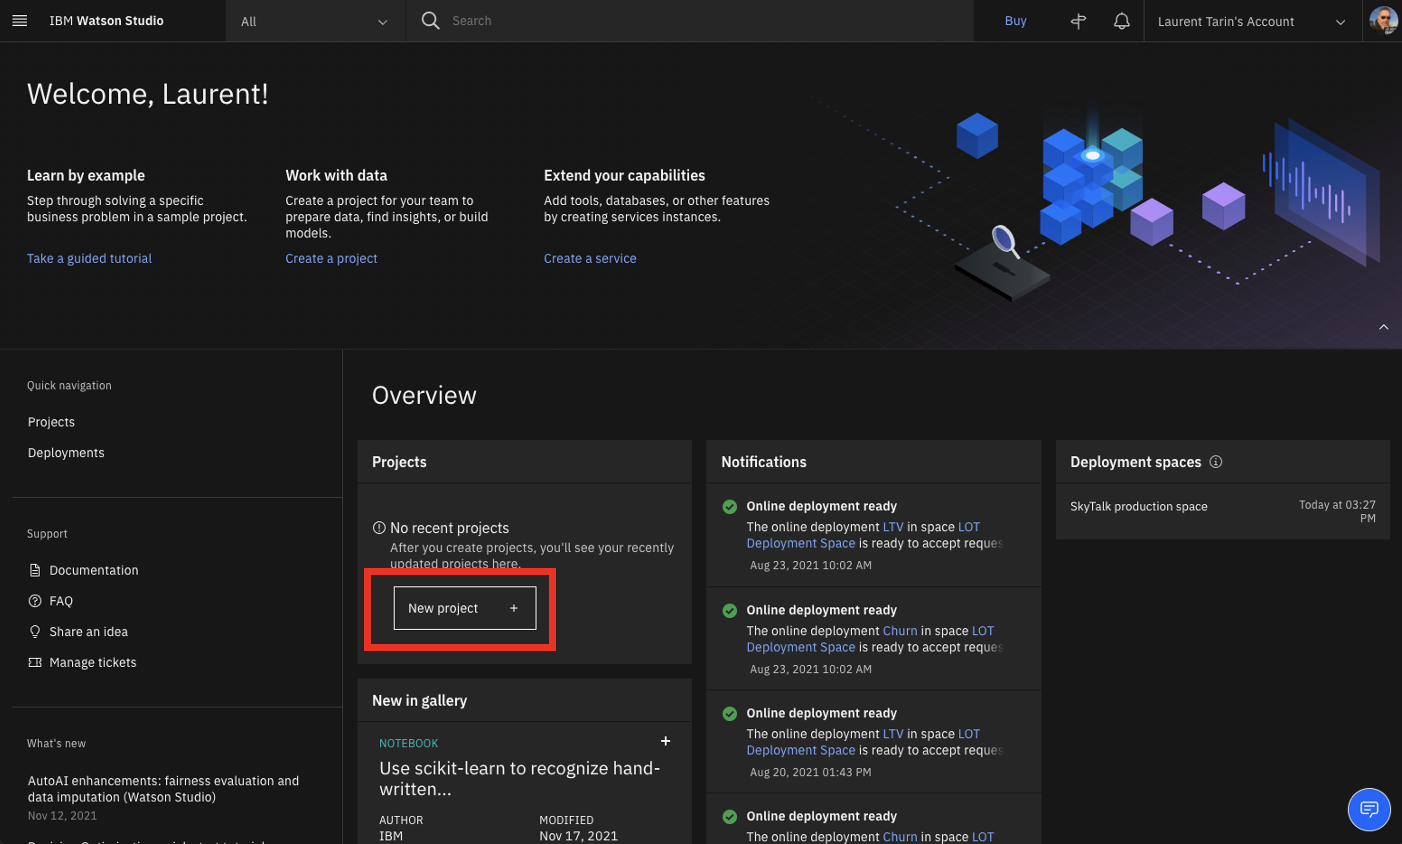 IBM Watson Studio
All
Search
Buy
Laurent Tarin's Account
Welcome, Laurent!
Learn by example
Step through solving a specific
business problem in a sample project.
Take a guided tutorial
Work with data
Create a project for your team to
prepare data, find insights, or build
models.
Create a project
Extend your capabilities
Add tools, databases, or other features
by creating services instances.
Create a service
Quick navigation
Projects
Deployments
Support
Documentation
FAQ
Share an idea
Manage tickets
What's new
AutoAI enhancements: fairness evaluation and
data imputation (Watson Studio)
Nov 12, 2021
Overview
Projects
No recent projects
After you create projects, you'll see your recently
updated projects here.
New project +
New in gallery
NOTEBOOK
Use scikit-learn to recognize hand-
written...
AUTHOR
IBM
MODIFIED
Nov 17, 2021
Notifications
Online deployment ready
The online deployment LTV in space LOT
Deployment Space is ready to accept reques
Aug 23, 2021 10:02 AM
Online deployment ready
The online deployment Churn in space LOT
Deployment Space is ready to accept reques
Aug 23, 2021 10:02 AM
Online deployment ready
The online deployment LTV in space LOT
Deployment Space is ready to accept reques
Aug 20, 2021 01:43 PM
Online deployment ready
The online deployment Churn in space LOT
Deployment spaces
SkyTalk production space
Today at 03:27
PM